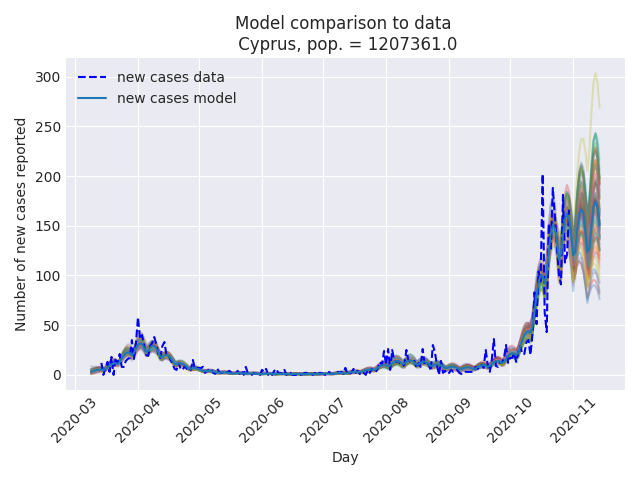 Model comparison to data
Cyprus, pop. = 1207361.0
new cases data
new cases model
Number of new cases reported
300
250
200
150
100
50
0
2020-03
2020-04
2020-05
2020-06
2020-07
2020-08
2020-09
2020-10
2020-11
Day